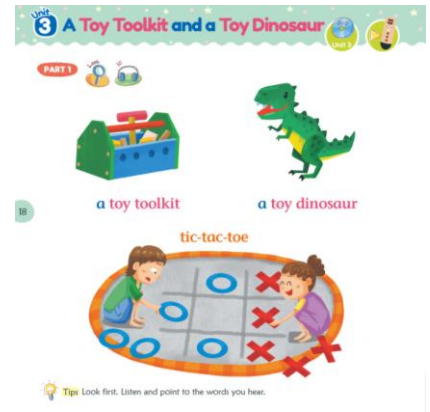 Unit
3 A Toy Toolkit and a Toy Dinosaur
Unit 3
PART 1
a toy toolkit
a toy dinosaur
18
tic-tac-toe
Tips Look first. Listen and point to the words you hear.